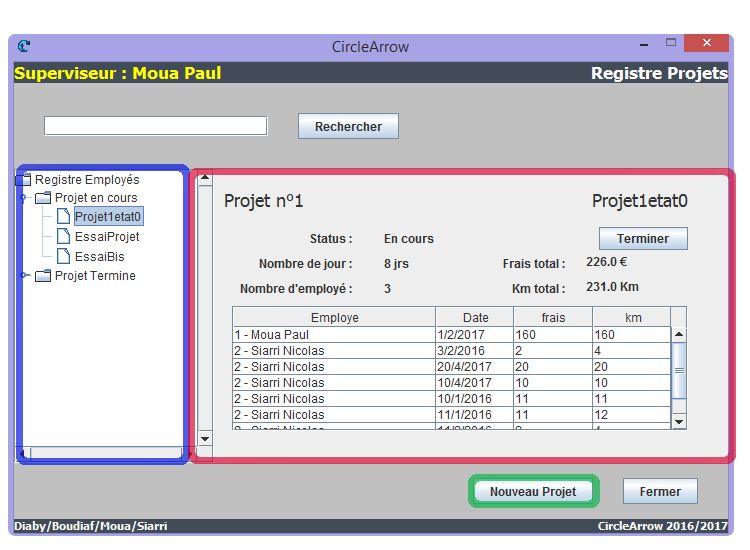 CircleArrow
Superviseur : Moua Paul Registre Projets
Rechercher
Registre Employés
Projet en cours
Projet1etat0
EssaiProjet
EssaiBis
Projet Termine
Projet n°1 Projet1etat0
Status : En cours Terminer
Nombre de jour : 8 jrs Frais total : 226.0 €
Nombre d'employé : 3 Km total : 231.0 Km
Employe Date frais km
1 - Moua Paul 1/2/2017 160 160
2 - Siarri Nicolas 3/2/2016 2 4
2 - Siarri Nicolas 20/4/2017 20 20
2 - Siarri Nicolas 10/4/2017 10 10
2 - Siarri Nicolas 10/1/2016 11 11
2 - Siarri Nicolas 11/1/2016 11 12
2 - Siarri Nicolas
Nouveau Projet Fermer
Diaby/Boudiaf/Moua/Siarri CircleArrow 2016/2017